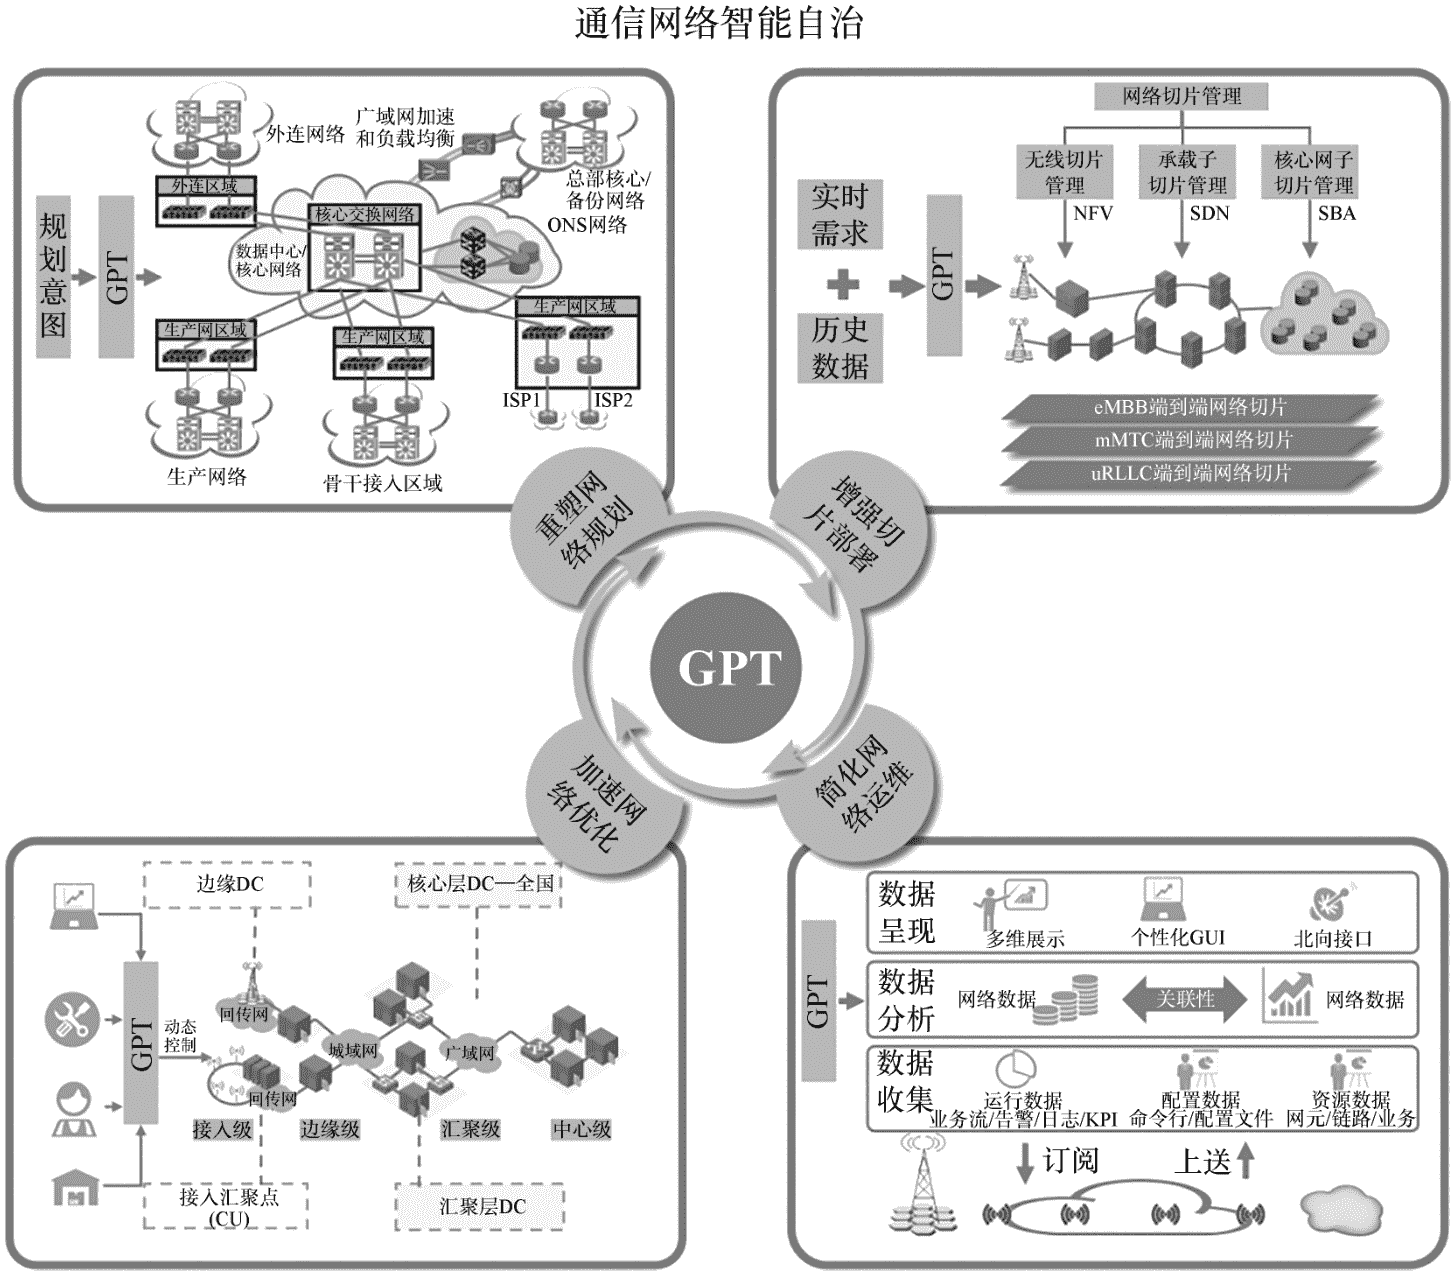 通信网络智能自治
规划意图
GPT
外连网络
外连区域
广域网加速
和负载均衡
总部核心/
备份网络
ONS网络
核心交换网络
数据中心/
核心网络
生产网区域
生产网区域
生产网区域
ISP1
ISP2
生产网络
骨干接入区域
网络切片管理
无线切片
管理
承载子
切片管理
核心网子
切片管理
NFV
SDN
SBA
实时
需求
历史
数据
GPT
eMBB端到端网络切片
mMTC端到端网络切片
uRLLC端到端网络切片
重塑网
络规划
增强切
片部署
GPT
加速网
络优化
简化网
络运维
边缘DC
核心层DC—全国
GPT
动态
控制
回传网
回传网
城域网
广域网
接入级
边缘级
汇聚级
中心级
接入汇聚点
(CU)
汇聚层DC
GPT
数据
呈现
多维展示
个性化GUI
北向接口
数据
分析
网络数据
关联性
网络数据
数据
收集
运行数据
业务流/告警/日志/KPI
配置数据
命令行/配置文件
资源数据
网元/链路/业务
订阅
上送